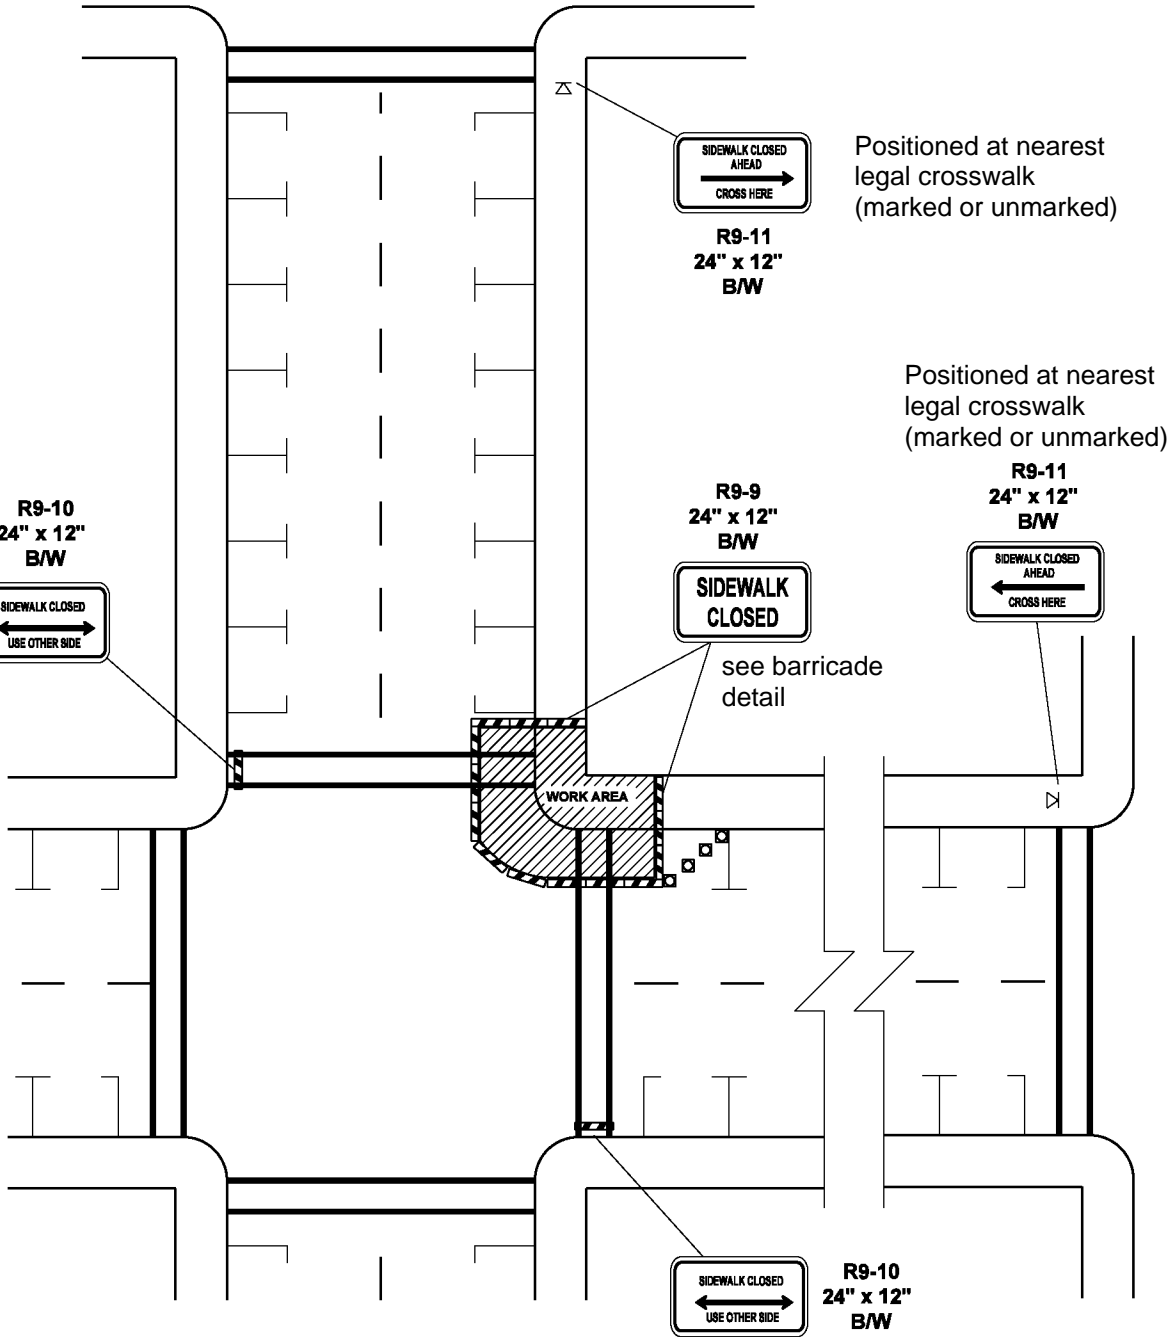 SIDEWALK CLOSED
AHEAD
CROSS HERE
R9-11
24" x 12"
B/W
Positioned at nearest
legal crosswalk
(marked or unmarked)
Positioned at nearest
legal crosswalk
(marked or unmarked)
R9-11
24" x 12"
B/W
SIDEWALK CLOSED
AHEAD
CROSS HERE
R9-9
24" x 12"
B/W
SIDEWALK
CLOSED
see barricade
detail
R9-10
24" x 12"
B/W
SIDEWALK CLOSED
USE OTHER SIDE
WORK AREA
SIDEWALK CLOSED
USE OTHER SIDE
R9-10
24" x 12"
B/W